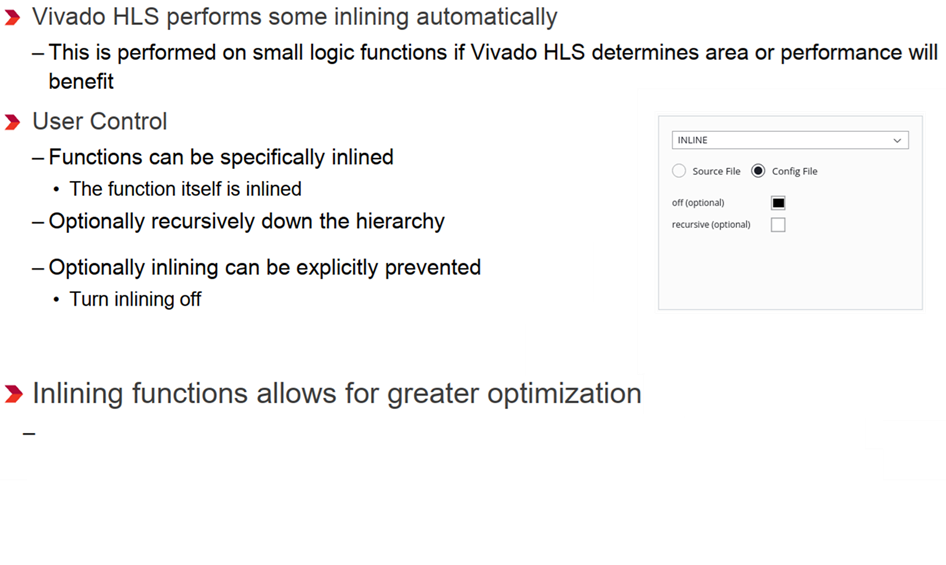 Vivado HLS performs some inlining automatically
– This is performed on small logic functions if Vivado HLS determines area or performance will
benefit
User Control
– Functions can be specifically inlined
• The function itself is inlined
– Optionally recursively down the hierarchy
– Optionally inlining can be explicitly prevented
• Turn inlining off
INLINE
Source File Config File
off (optional)
recursive (optional)
Inlining functions allows for greater optimization
–